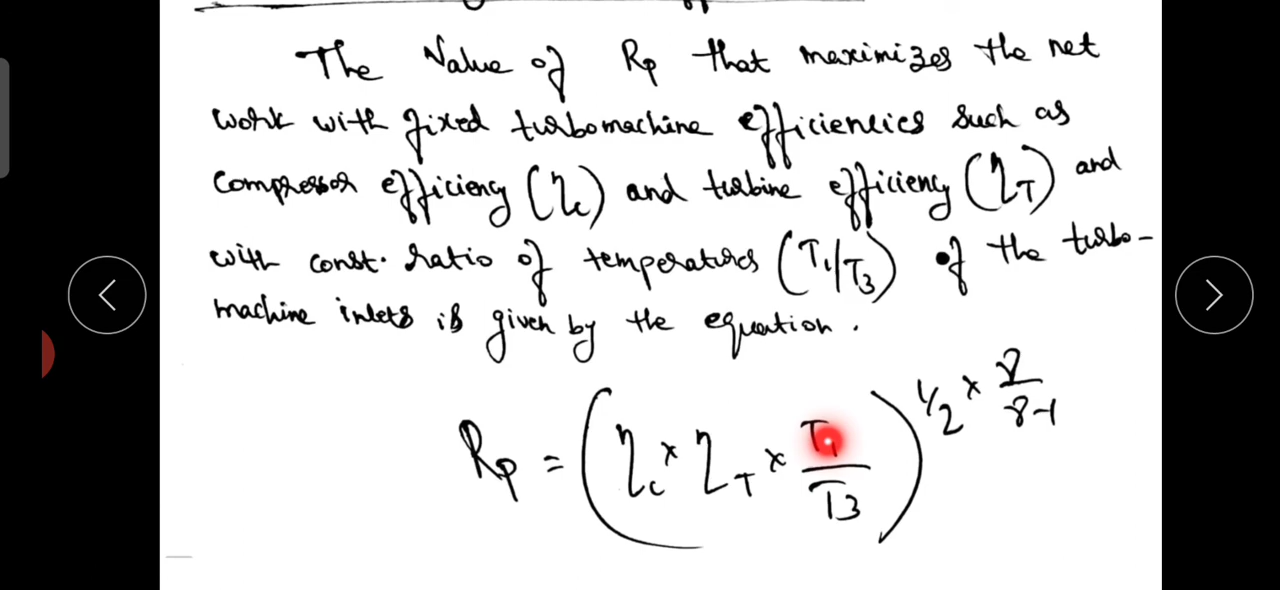 The Value of Rp that maximizes the net
work with fixed turbomachine efficiencies such as
compressor efficiency (ηc) and turbine efficiency (ηT) and
with const. ratio of temperatures (T1/T3) of the turbo-
machine inlets is given by the equation.
Rp = (ηc × ηT × T1/T3)^1/2 × γ/γ-1